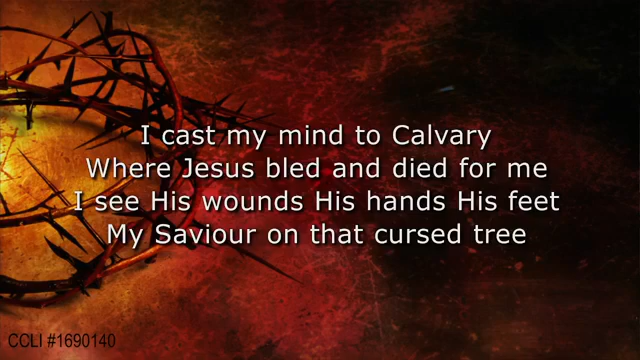 I cast my mind to Calvary
Where Jesus bled and died for me
I see His wounds His hands His feet
My Saviour on that cursed tree
CCLI #1690140